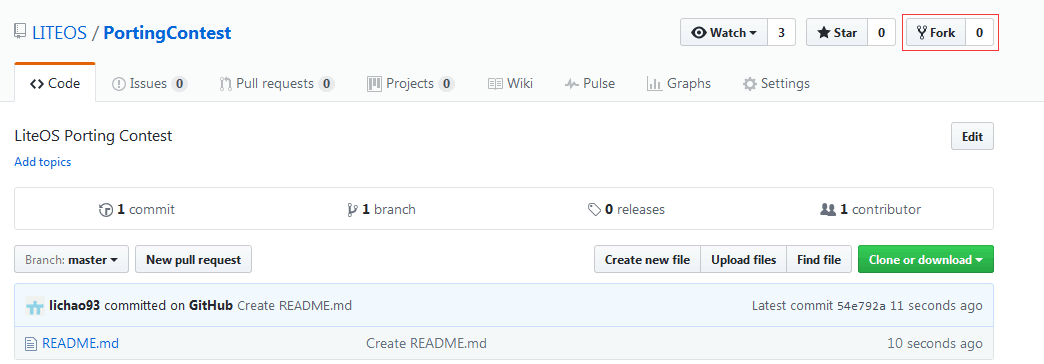 LITEOS / PortingContest
Watch 3 Star 0 Fork 0
Code Issues 0 Pull requests 0 Projects 0 Wiki Pulse Graphs Settings
LiteOS Porting Contest Edit
Add topics
1 commit 1 branch 0 releases 1 contributor
Branch: master New pull request Create new file Upload files Find file Clone or download
lichao93 committed on GitHub Create README.md Latest commit 54e792a 11 seconds ago
README.md Create README.md 10 seconds ago